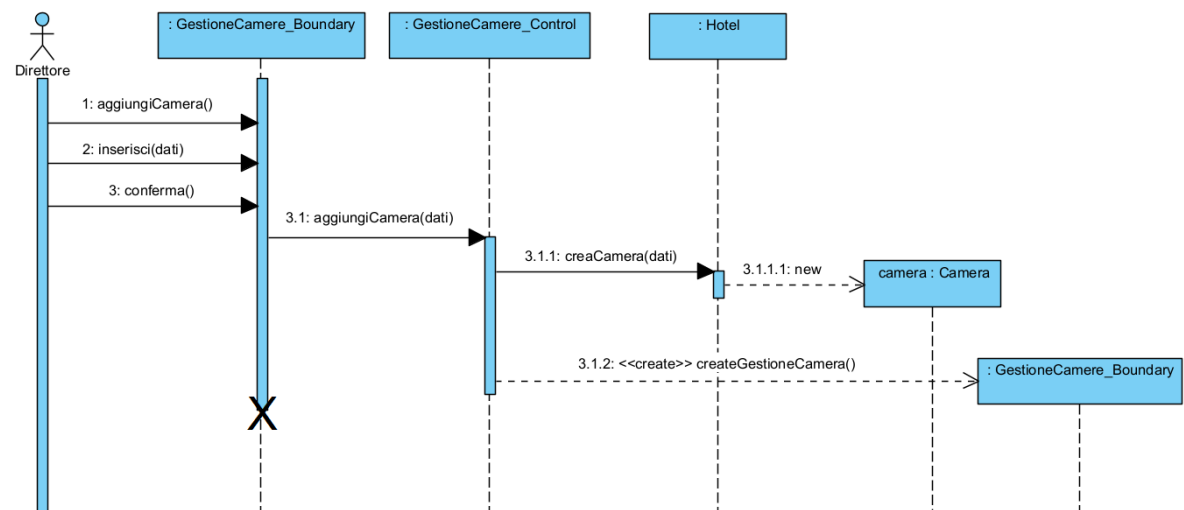 : GestioneCamere_Boundary
: GestioneCamere_Control
: Hotel
Direttore
1: aggiungiCamera()
2: inserisci(dati)
3: conferma()
3.1: aggiungiCamera(dati)
3.1.1: creaCamera(dati)
3.1.1.1: new
camera : Camera
3.1.2: <<create>> createGestioneCamera()
: GestioneCamere_Boundary